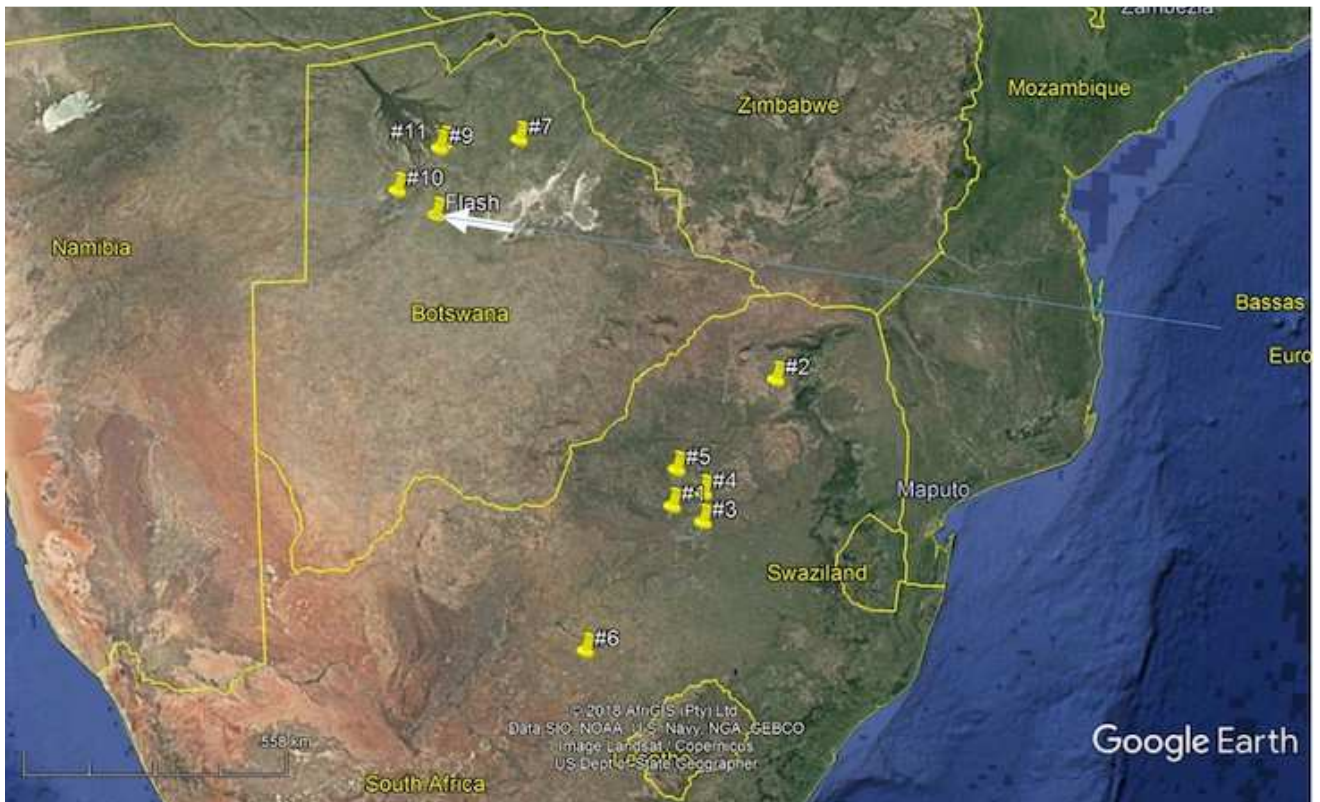 Zambezia
Mozambique
Zimbabwe
#11
#9
#7
#10
Flash
Namibia
Botswana
Bassas
Euro
#2
#5
#4
#1
#3
Maputo
Swaziland
#6
© 2018 AfriGIS (Pty) Ltd.
Data SIO, NOAA, U.S. Navy, NGA, GEBCO
Image Landsat / Copernicus
US Dept of State Geographer
Lesotho
558 km
South Africa
Google Earth